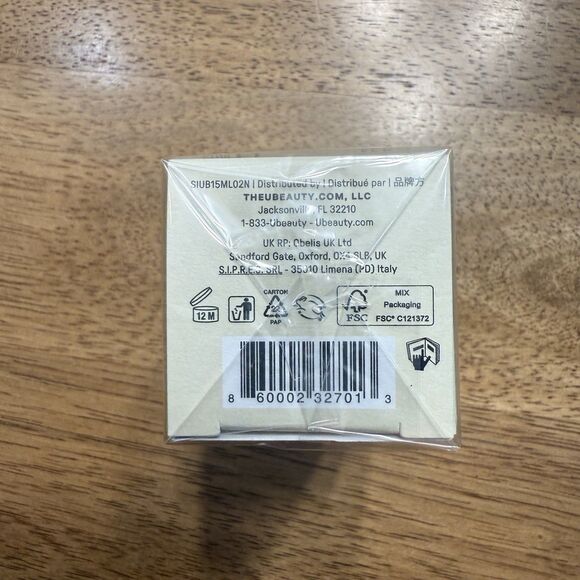 SIUB15ML02N | Distributed by | Distribué par | 品牌方
THEUBEAUTY.COM, LLC
Jacksonville, FL 32210
1-833-Ubeauty - Ubeauty.com
UK RP: Obelis UK Ltd
Sandford Gate, Oxford, OX4 6LB, UK
S.I.P.R.E.S. SRL - 35010 Limena (PD) Italy
12 M
CARTON
PAP
FSC
MIX
Packaging
FSC® C121372
8 60002 32701 3